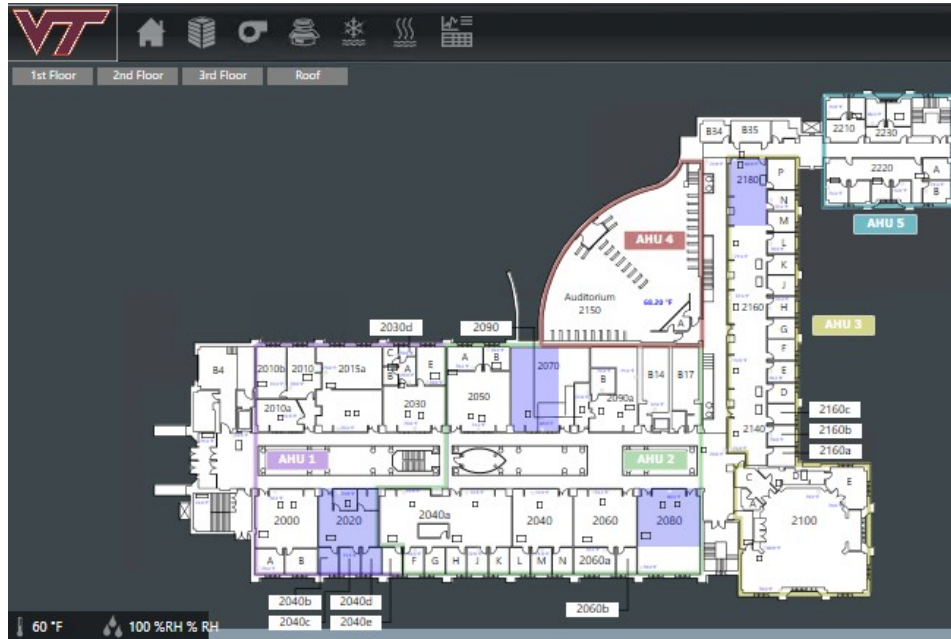 VT
1st Floor 2nd Floor 3rd Floor Roof
B34 B35
2210 2230
2220 A
B
AHU 5
2180 P
N
M
L
K
J
2160 H
G
F
E
D
2140
AHU 3
2160c
2160b
2160a
AHU 4
Auditorium
2150
68.20 °F
A
2030d 2090
B4 2010b 2010 2015a C A E
B
2010a 2030
A B
2050 2070
B
2090a B14 B17
AHU 1 AHU 2
2000 2020 2040a 2040 2060 2080
A B F G H J K L M N 2060a
C D E
A
2100
2040b 2040d
2040c 2040e
2060b
60 °F 100 %RH % RH